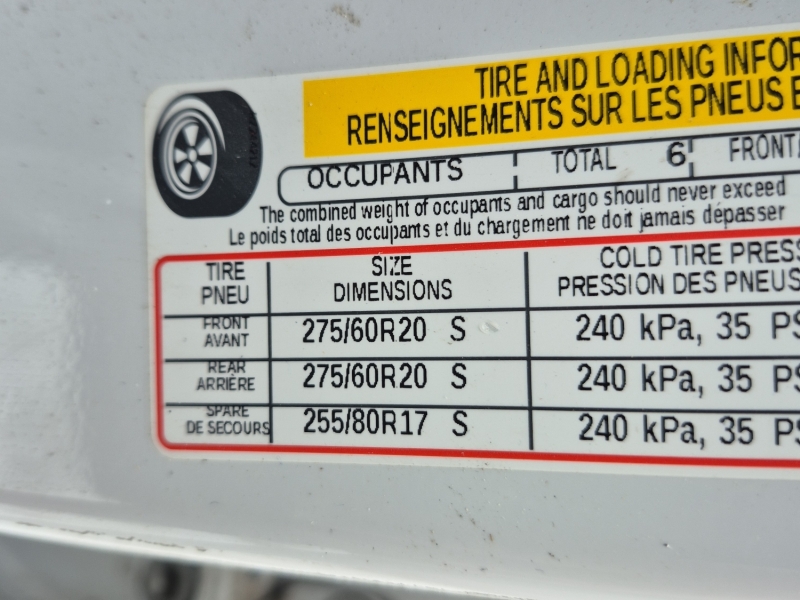 TIRE AND LOADING INFOR
RENSEIGNEMENTS SUR LES PNEUS E
OCCUPANTS TOTAL 6 FRONT
The combined weight of occupants and cargo should never exceed
Le poids total des occupants et du chargement ne doit jamais dépasser
TIRE SIZE COLD TIRE PRESS
PNEU DIMENSIONS PRESSION DES PNEUS
FRONT
AVANT 275/60R20 S 240 kPa, 35 PS
REAR
ARRIÈRE 275/60R20 S 240 kPa, 35 PS
SPARE
DE SECOURS 255/80R17 S 240 kPa, 35 PS